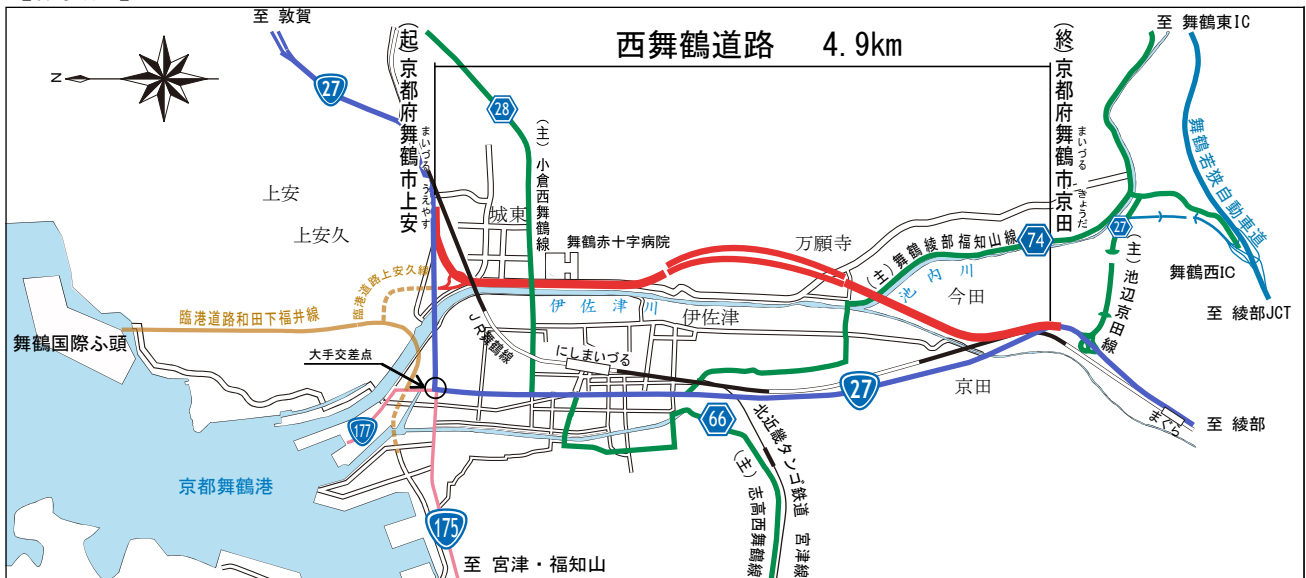 至 敦賀
西舞鶴道路 4.9km
至 舞鶴東IC
N
27
28
(起)京都府舞鶴市上安
まいづる うえやす
(主)小倉西舞鶴線
(終)京都府舞鶴市京田
まいづる きょうだ
舞鶴若狭自動車道
上安
上安久
城東
舞鶴赤十字病院
万願寺
(主)舞鶴綾部福知山線
74
27
(主)池辺京田線
舞鶴西IC
至 綾部JCT
池内川
今田
臨港道路上安久線
臨港道路和田下福井線
伊佐津川
伊佐津
JR舞鶴線
にしまいづる
舞鶴国際ふ頭
大手交差点
27
京田
まぐら
至 綾部
177
66
北近畿タンゴ鉄道 宮津線
(主)志高西舞鶴線
京都舞鶴港
175
至 宮津・福知山